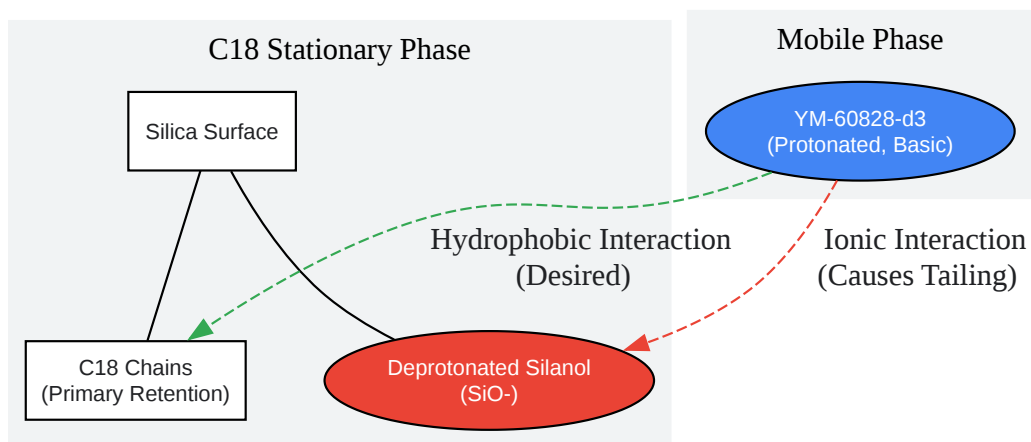 C18 Stationary Phase
Mobile Phase
Silica Surface
YM-60828-d3
(Protonated, Basic)
Hydrophobic Interaction
(Desired)
Ionic Interaction
(Causes Tailing)
C18 Chains
(Primary Retention)
Deprotonated Silanol
(SiO-)